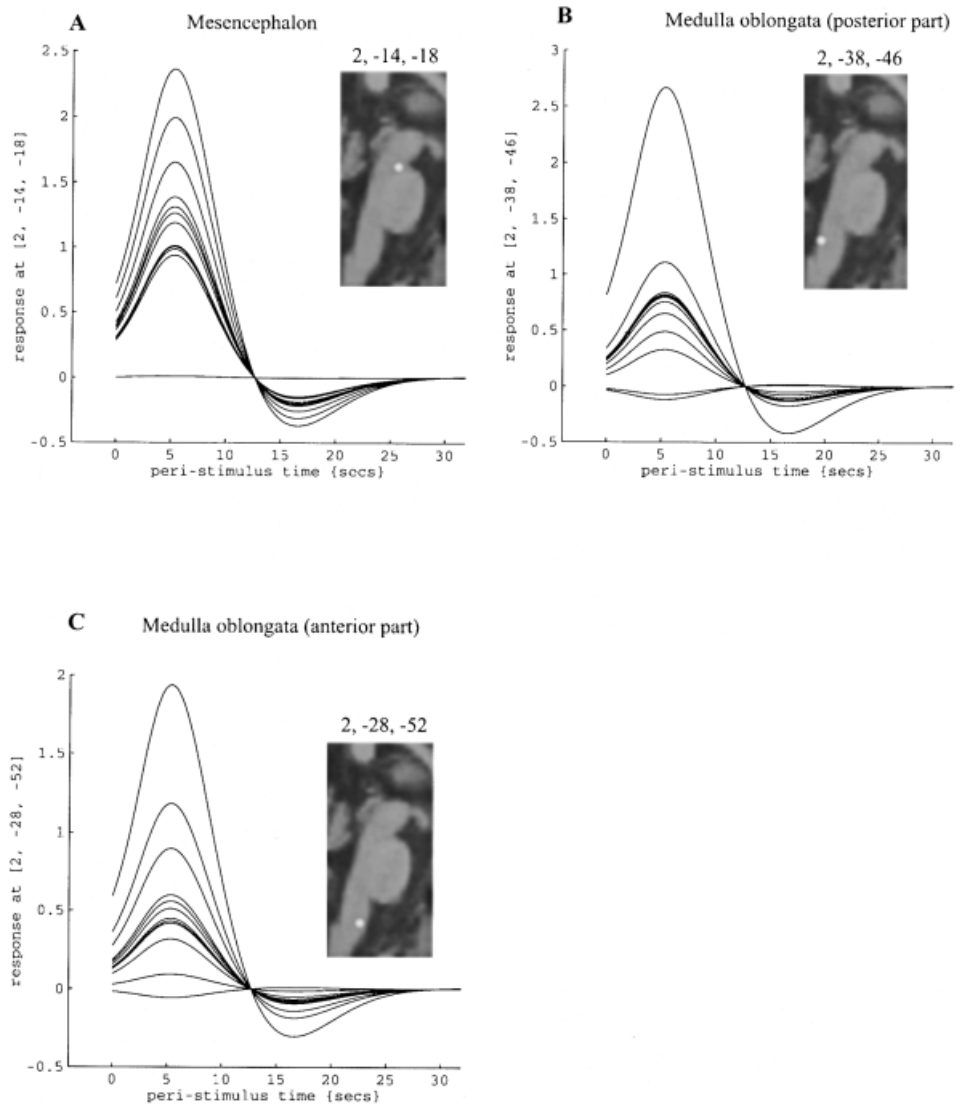 A
Mesencephalon
2, -14, -18
2.5
2
1.5
1
0.5
0
-0.5
response at [2, -14, -18]
0 5 10 15 20 25 30
peri-stimulus time {secs}
B
Medulla oblongata (posterior part)
2, -38, -46
3
2.5
2
1.5
1
0.5
0
-0.5
response at [2, -38, -46]
0 5 10 15 20 25 30
peri-stimulus time {secs}
C
Medulla oblongata (anterior part)
2, -28, -52
2
1.5
1
0.5
0
-0.5
response at [2, -28, -52]
0 5 10 15 20 25 30
peri-stimulus time {secs}